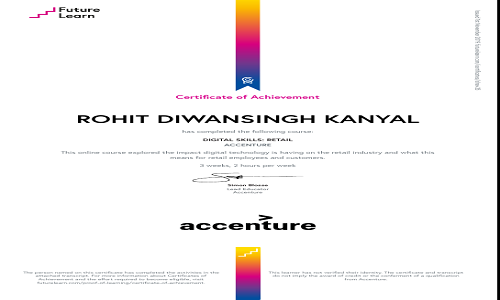 Future
Learn
Certificate of Achievement
ROHIT DIWANSINGH KANYAL
has completed the following course:
DIGITAL SKILLS: RETAIL
ACCENTURE
This online course explored the impact digital technology is having on the retail industry and what this
means for retail employees and customers.
3 weeks, 2 hours per week
Simon Blosse
Lead Educator
Accenture
accenture
The person named on this certificate has completed the activities in the
attached transcript. For more information about Certificates of
Achievement and the effort required to become eligible, visit
futurelearn.com/proof-of-learning/certificate-of-achievement.
This learner has not verified their identity. The certificate and transcript
do not imply the award of credit or the conferment of a qualification
from Accenture.